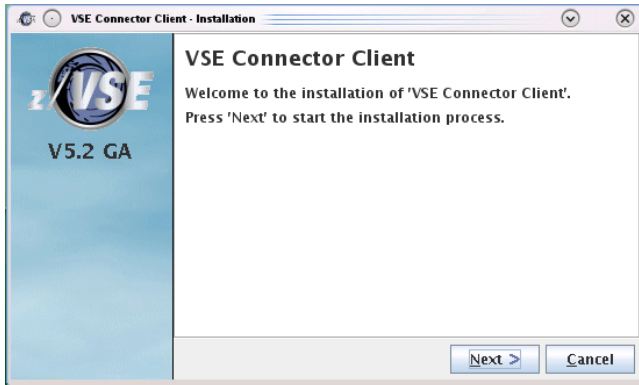 VSE Connector Client - Installation
VSE Connector Client
Welcome to the installation of 'VSE Connector Client'.
Press 'Next' to start the installation process.
z/VSE
V5.2 GA
Next >
Cancel